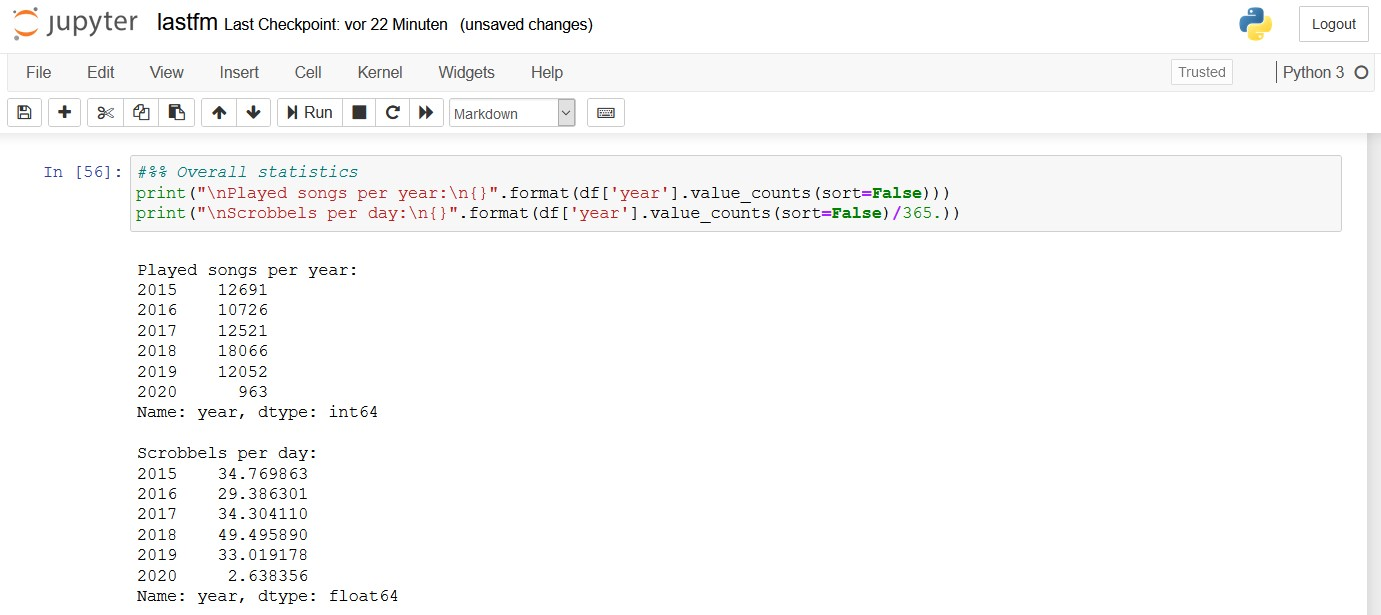 jupyter lastfm Last Checkpoint: vor 22 Minuten (unsaved changes) Logout
File Edit View Insert Cell Kernel Widgets Help Trusted Python 3
Run Markdown
In [56]: #%% Overall statistics
print("\nPlayed songs per year:\n{}".format(df['year'].value_counts(sort=False)))
print("\nScrobbels per day:\n{}".format(df['year'].value_counts(sort=False)/365.))
Played songs per year:
2015 12691
2016 10726
2017 12521
2018 18066
2019 12052
2020 963
Name: year, dtype: int64
Scrobbels per day:
2015 34.769863
2016 29.386301
2017 34.304110
2018 49.495890
2019 33.019178
2020 2.638356
Name: year, dtype: float64